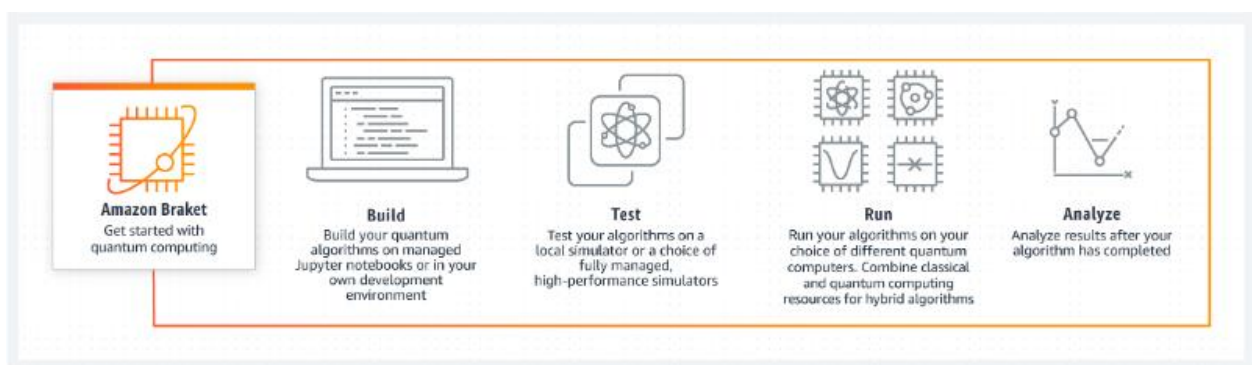 Amazon Braket
Get started with
quantum computing
Build
Build your quantum
algorithms on managed
Jupyter notebooks or in your
own development
environment
Test
Test your algorithms on a
local simulator or a choice of
fully managed,
high-performance simulators
Run
Run your algorithms on your
choice of different quantum
computers. Combine classical
and quantum computing
resources for hybrid algorithms
Analyze
Analyze results after your
algorithm has completed